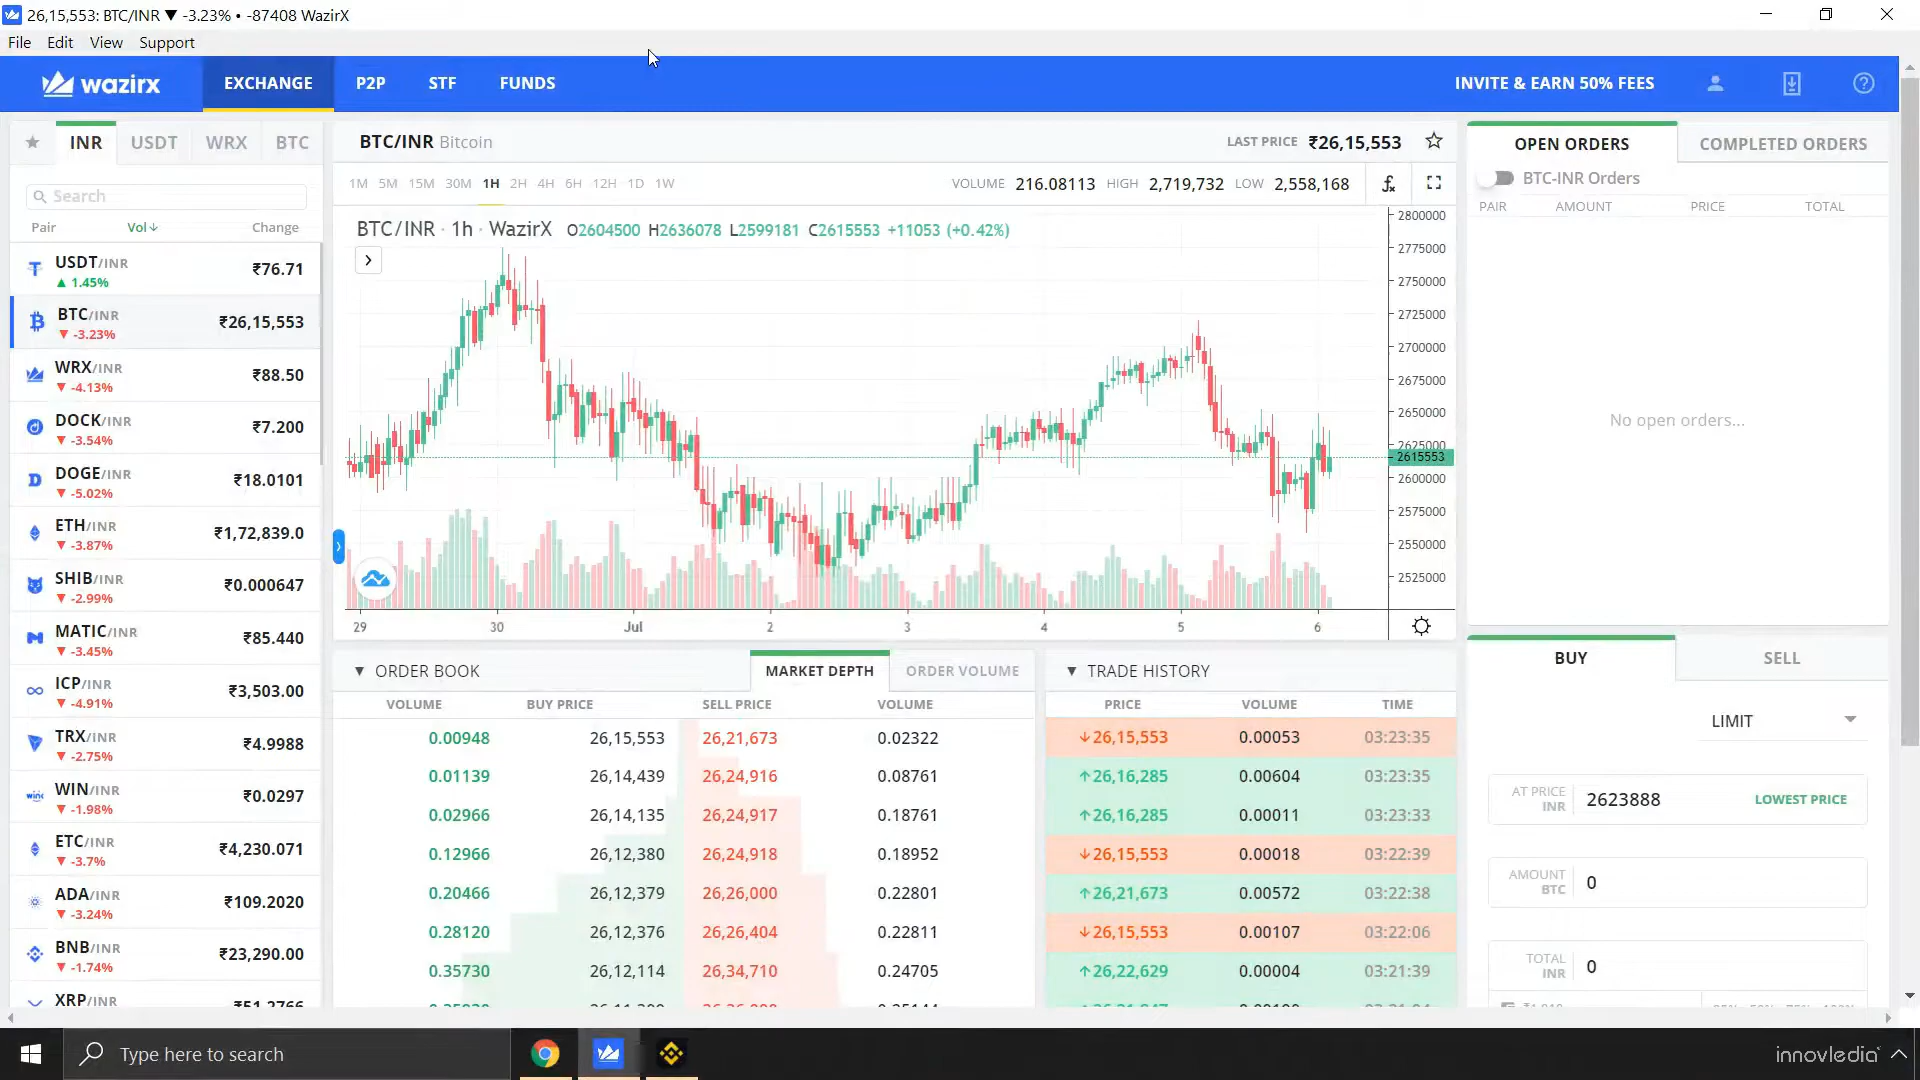 26,15,553: BTC/INR ▼ -3.23% • -87408 WazirX
File Edit View Support
wazirx EXCHANGE P2P STF FUNDS INVITE & EARN 50% FEES
INR USDT WRX BTC
Search
Pair Vol↓ Change
USDT/INR ₹76.71
▲ 1.45%
BTC/INR ₹26,15,553
▼ -3.23%
WRX/INR ₹88.50
▼ -4.13%
DOCK/INR ₹7.200
▼ -3.54%
DOGE/INR ₹18.0101
▼ -5.02%
ETH/INR ₹1,72,839.0
▼ -3.87%
SHIB/INR ₹0.000647
▼ -2.99%
MATIC/INR ₹85.440
▼ -3.45%
ICP/INR ₹3,503.00
▼ -4.91%
TRX/INR ₹4.9988
▼ -2.75%
WIN/INR ₹0.0297
▼ -1.98%
ETC/INR ₹4,230.071
▼ -3.7%
ADA/INR ₹109.2020
▼ -3.24%
BNB/INR ₹23,290.00
▼ -1.74%
XRP/INR ₹51.2766
BTC/INR Bitcoin LAST PRICE ₹26,15,553
1M 5M 15M 30M 1H 2H 4H 6H 12H 1D 1W VOLUME 216.08113 HIGH 2,719,732 LOW 2,558,168
BTC/INR · 1h · WazirX O2604500 H2636078 L2599181 C2615553 +11053 (+0.42%)
2800000
2775000
2750000
2725000
2700000
2675000
2650000
2625000
2615553
2600000
2575000
2550000
2525000
29 30 Jul 2 3 4 5 6
▼ ORDER BOOK MARKET DEPTH ORDER VOLUME
VOLUME BUY PRICE SELL PRICE VOLUME
0.00948 26,15,553 26,21,673 0.02322
0.01139 26,14,439 26,24,916 0.08761
0.02966 26,14,135 26,24,917 0.18761
0.12966 26,12,380 26,24,918 0.18952
0.20466 26,12,379 26,26,000 0.22801
0.28120 26,12,376 26,26,404 0.22811
0.35730 26,12,114 26,34,710 0.24705
▼ TRADE HISTORY
PRICE VOLUME TIME
↓26,15,553 0.00053 03:23:35
↑26,16,285 0.00604 03:23:35
↑26,16,285 0.00011 03:23:33
↓26,15,553 0.00018 03:22:39
↑26,21,673 0.00572 03:22:38
↓26,15,553 0.00107 03:22:06
↑26,22,629 0.00004 03:21:39
OPEN ORDERS COMPLETED ORDERS
BTC-INR Orders
PAIR AMOUNT PRICE TOTAL
No open orders...
BUY SELL
LIMIT
AT PRICE INR 2623888 LOWEST PRICE
AMOUNT BTC 0
TOTAL INR 0
Type here to search
innovledia